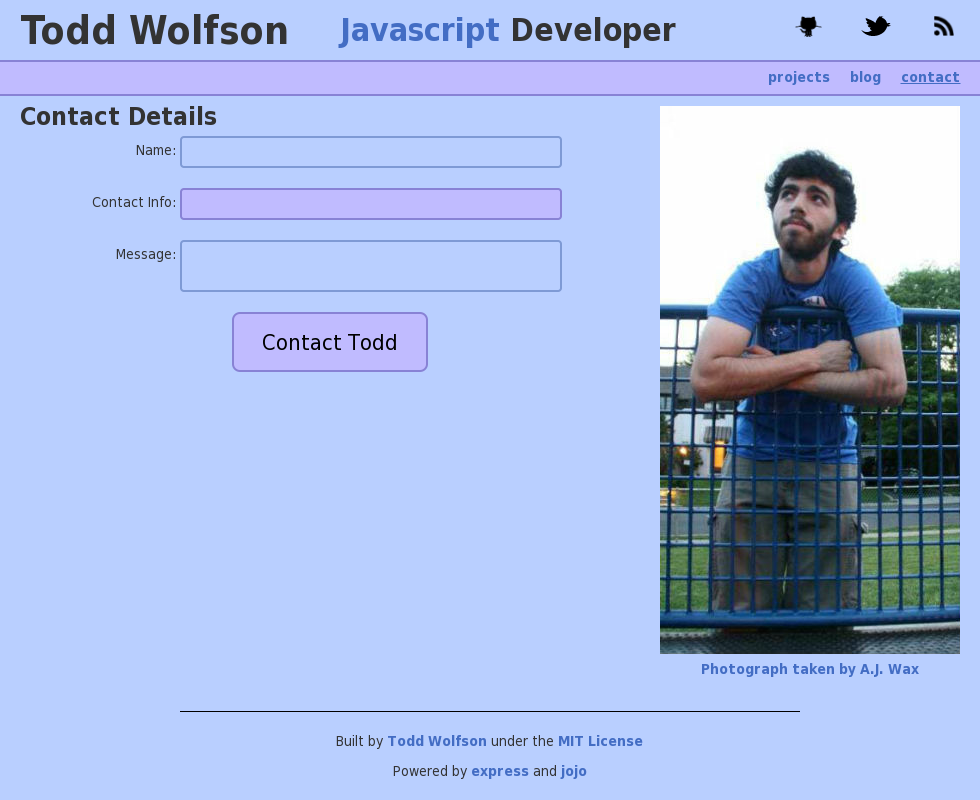 Todd Wolfson
Javascript Developer
projects blog contact
Contact Details
Name:
Contact Info:
Message:
Contact Todd
Photograph taken by A.J. Wax
Built by Todd Wolfson under the MIT License
Powered by express and jojo